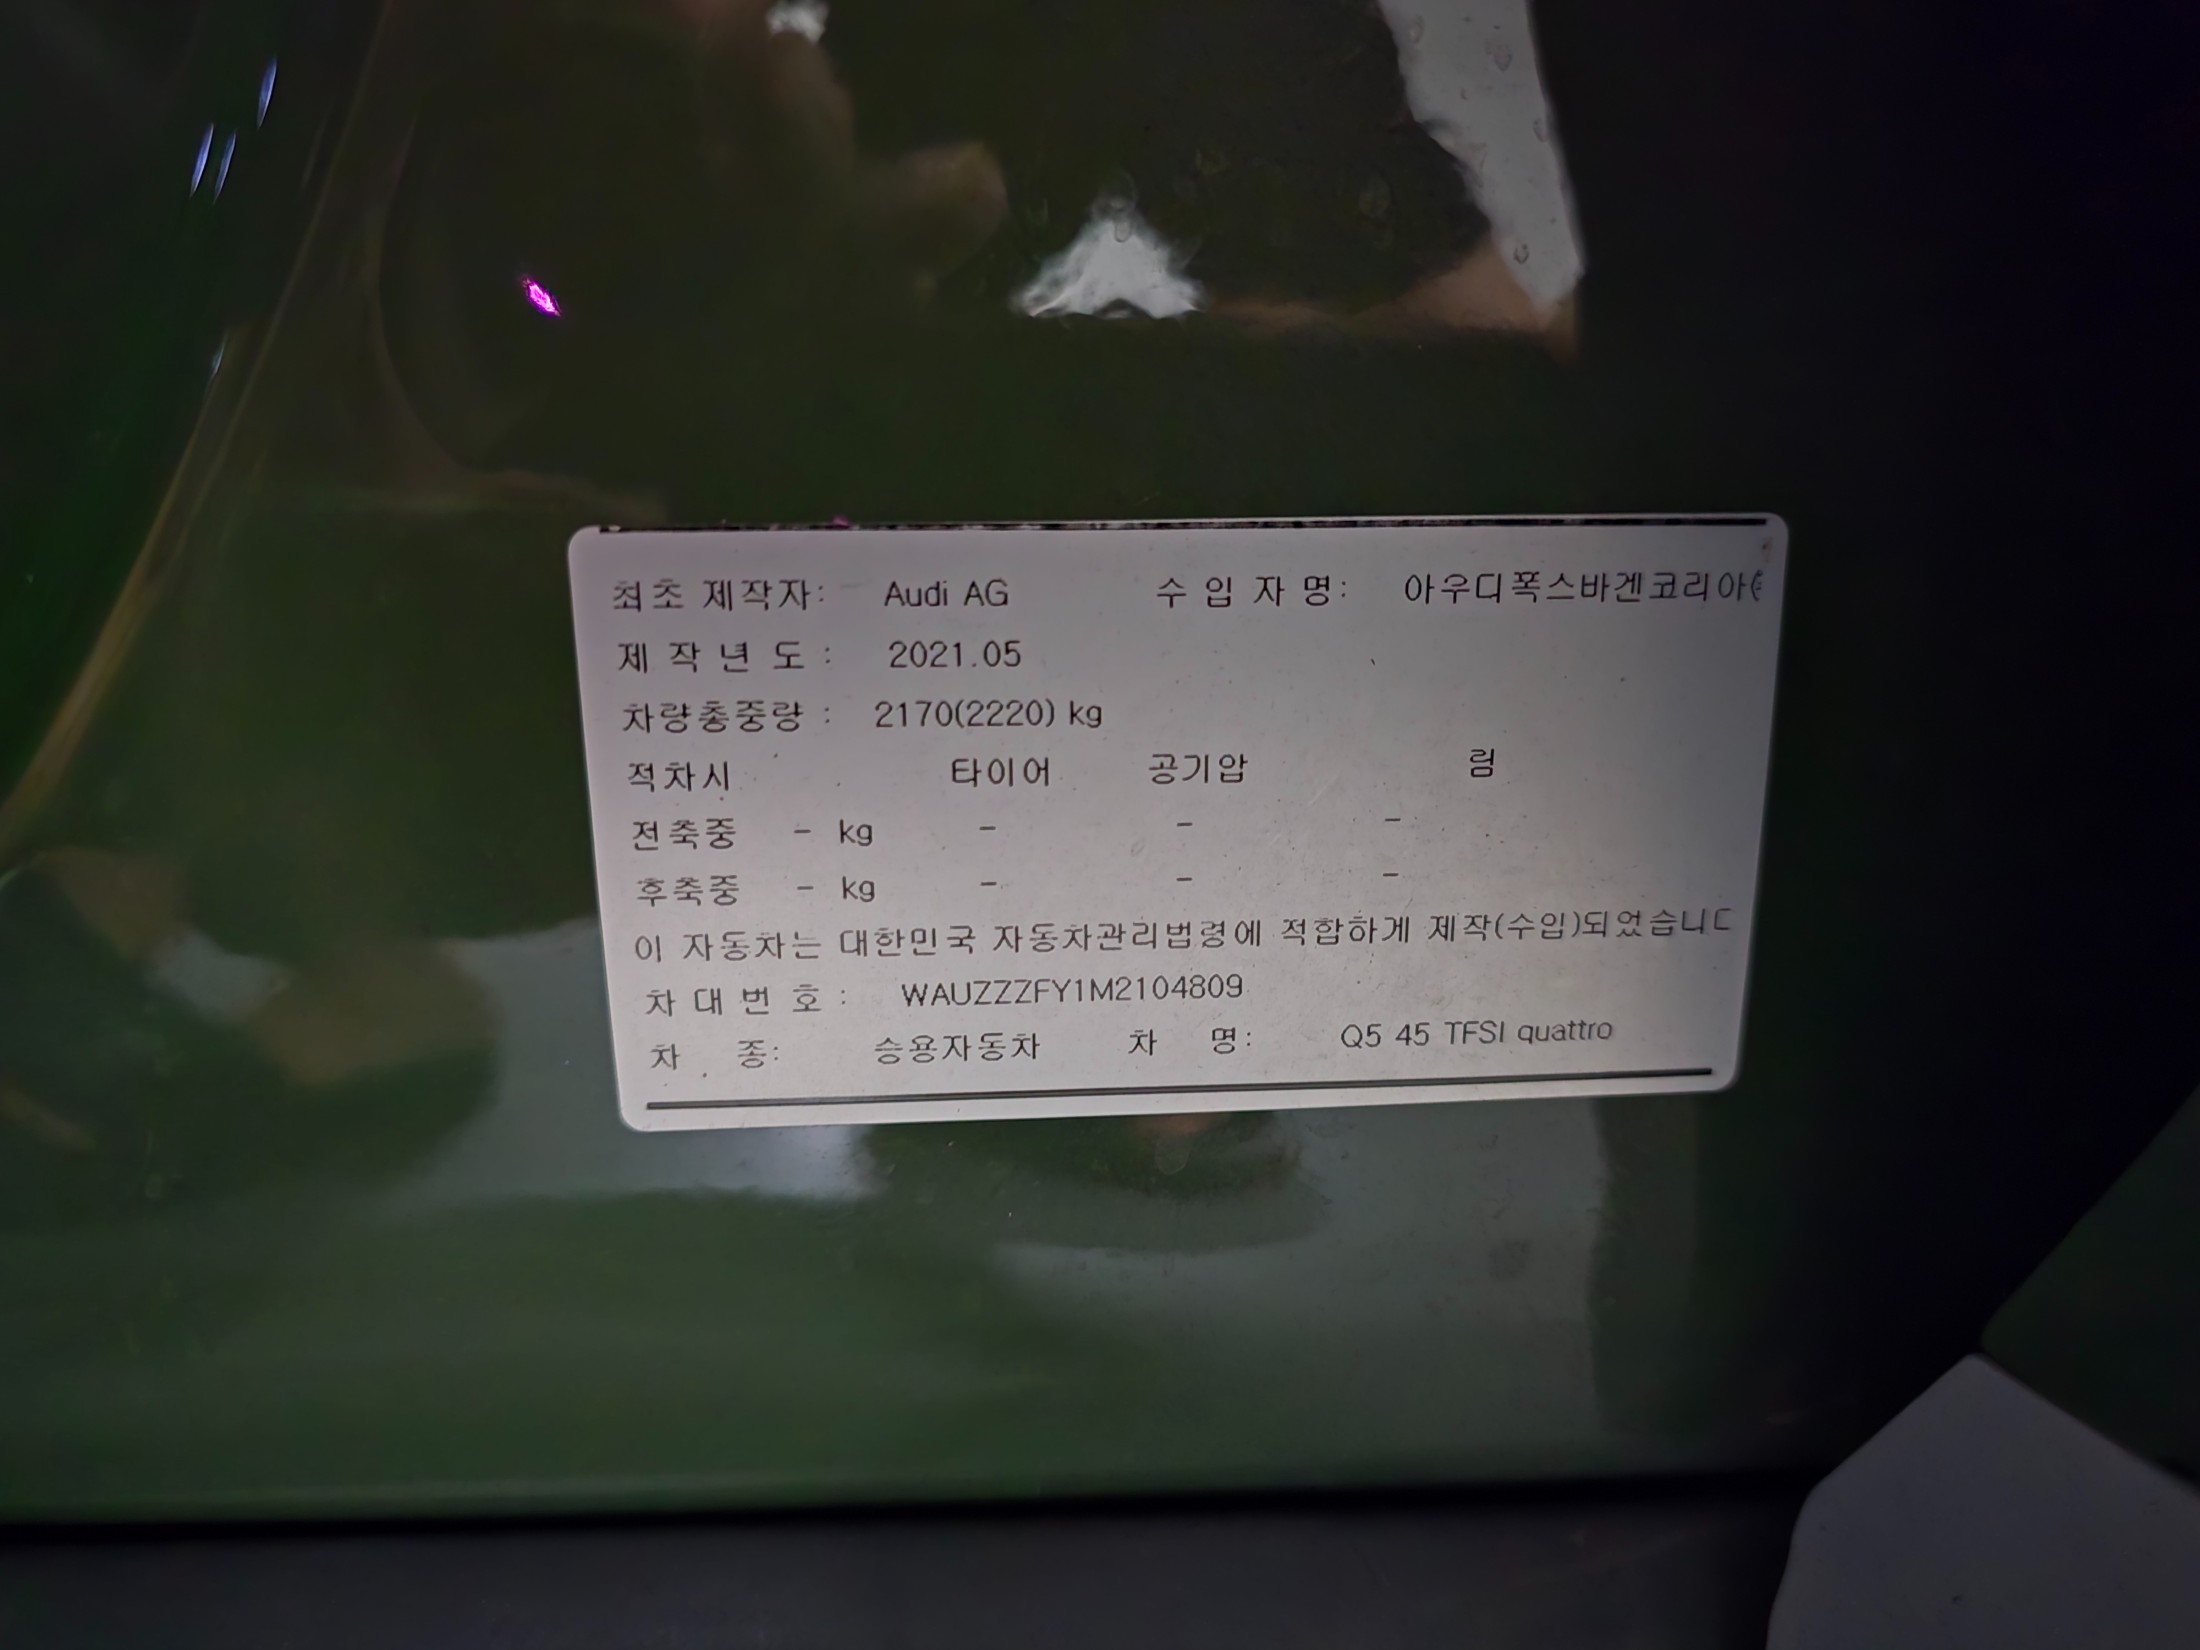 최초 제작자: Audi AG 수 입 자 명: 아우디폭스바겐코리아(
제 작 년 도 : 2021.05
차량총중량 : 2170(2220) kg
적차시 타이어 공기압 림
전축중 - kg - - -
후축중 - kg - - -
이 자동차는 대한민국 자동차관리법령에 적합하게 제작(수입)되었습니
차 대 번 호 : WAUZZZFY1M2104809
차 종: 승용자동차 차 명: Q5 45 TFSI quattro